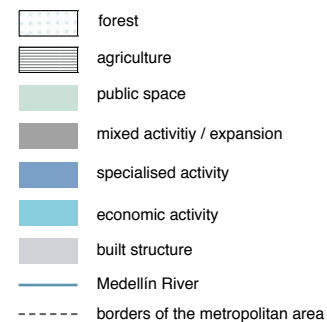 forest
agriculture
public space
mixed activitiy / expansion
specialised activity
economic activity
built structure
Medellín River
borders of the metropolitan area